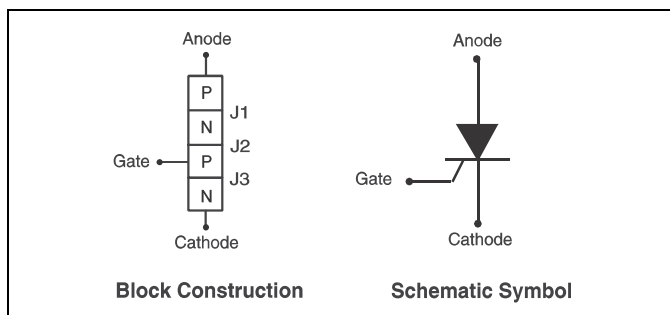 Anode
P
J1
N
J2
Gate
P
J3
N
Cathode
Block Construction
Anode
Gate
Cathode
Schematic Symbol